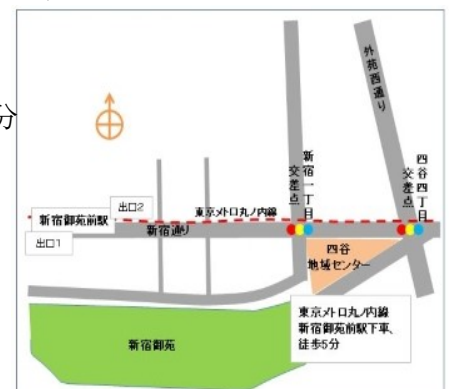 分
外苑西通り
新宿一丁目
交差点
四谷四丁目
交差点
出口2
新宿御苑前駅
東京メトロ丸ノ内線
新宿通り
出口1
四谷
地域センター
東京メトロ丸ノ内線
新宿御苑前駅下車、
徒歩5分
新宿御苑